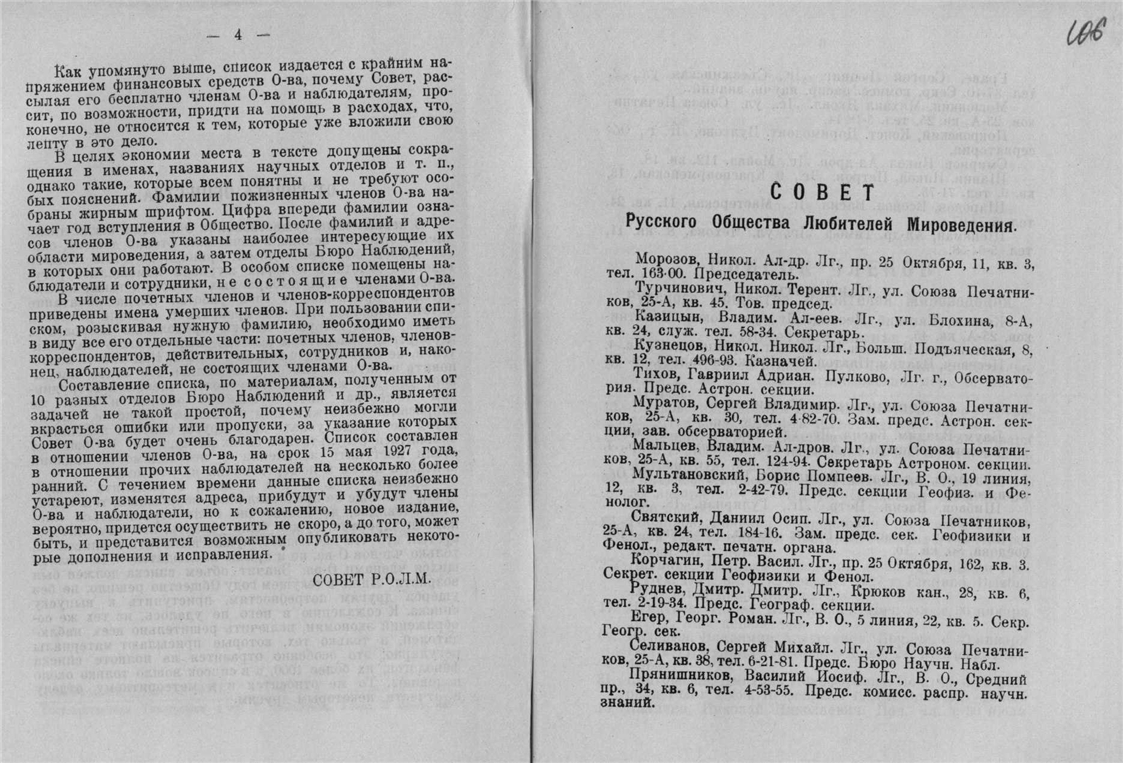 — 4 —
Как упомянуто выше, список издается с крайним на-
пряжением финансовых средств О-ва, почему Совет, рас-
сылая его бесплатно членам О-ва и наблюдателям, про-
сит, по возможности, придти на помощь в расходах, что,
конечно, не относится к тем, которые уже вложили свою
лепту в это дело.
В целях экономии места в тексте допущены сокра-
щения в именах, названиях научных отделов и т. п.,
однако такие, которые всем понятны и не требуют осо-
бых пояснений. Фамилии пожизненных членов О-ва на-
браны жирным шрифтом. Цифра впереди фамилии озна-
чает год вступления в Общество. После фамилий и адре-
сов членов О-ва указаны наиболее интересующие их
области мироведения, а затем отделы Бюро Наблюдений,
в которых они работают. В особом списке помещены на-
блюдатели и сотрудники, не состоящие членами О-ва.
В числе почетных членов и членов-корреспондентов
приведены имена умерших членов. При пользовании спи-
ском, розыскивая нужную фамилию, необходимо иметь
в виду все его отдельные части: почетных членов, членов-
корреспондентов, действительных, сотрудников и, нако-
нец, наблюдателей, не состоящих членами О-ва.
Составление списка, по материалам, полученным от
10 разных отделов Бюро Наблюдений и др., является
задачей не такой простой, почему неизбежно могли
вкрасться ошибки или пропуски, за указание которых
Совет О-ва будет очень благодарен. Список составлен
в отношении членов О-ва, на срок 15 мая 1927 года,
в отношении прочих наблюдателей на несколько более
ранний. С течением времени данные списка неизбежно
устареют, изменятся адреса, прибудут и убудут члены
О-ва и наблюдатели, но к сожалению, новое издание,
вероятно, придется осуществить не скоро, а до того, может
быть, и представится возможным опубликовать некото-
рые дополнения и исправления.
СОВЕТ Р.О.Л.М.
106
СОВЕТ
Русского Общества Любителей Мироведения.
Морозов, Никол. Ал-др. Лг., пр. 25 Октября, 11, кв. 3,
тел. 163-00. Председатель.
Турчинович, Никол. Терент. Лг., ул. Союза Печатни-
ков, 25-А, кв. 45. Тов. председ.
Казицын, Владим. Ал-еев. Лг., ул. Блохина, 8-А,
кв. 24, служ. тел. 58-34. Секретарь.
Кузнецов, Никол. Никол. Лг., Больш. Подъяческая, 8,
кв. 12, тел. 496-93. Казначей.
Тихов, Гавриил Адриан. Пулково, Лг. г., Обсервато-
рия. Предс. Астрон. секции.
Муратов, Сергей Владимир. Лг., ул. Союза Печатни-
ков, 25-А, кв. 30, тел. 4-82-70. Зам. предс. Астрон. сек-
ции, зав. обсерваторией.
Мальцев, Владим. Ал-дров. Лг., ул. Союза Печатни-
ков, 25-А, кв. 55, тел. 124-94. Секретарь Астроном. секции.
Мультановский, Борис Помпеев. Лг., В. О., 19 линия,
12, кв. 3, тел. 2-42-79. Предс. секции Геофиз. и Фе-
нолог.
Святский, Даниил Осип. Лг., ул. Союза Печатников,
25-А, кв. 24, тел. 184-16. Зам. предс. сек. Геофизики и
Фенол., редакт. печатн. органа.
Корчагин, Петр. Васил. Лг., пр. 25 Октября, 162, кв. 3.
Секрет. секции Геофизики и Фенол.
Руднев, Дмитр. Дмитр. Лг., Крюков кан., 28, кв. 6,
тел. 2-19-34. Предс. Географ. секции.
Егер, Георг. Роман. Лг., В. О., 5 линия, 22, кв. 5. Секр.
Геогр. сек.
Селиванов, Сергей Михайл. Лг., ул. Союза Печатни-
ков, 25-А, кв. 38, тел. 6-21-81. Предс. Бюро Научн. Набл.
Прянишников, Василий Иосиф. Лг., В. О., Средний
пр., 34, кв. 6, тел. 4-53-55. Предс. комисс. распр. научн.
знаний.